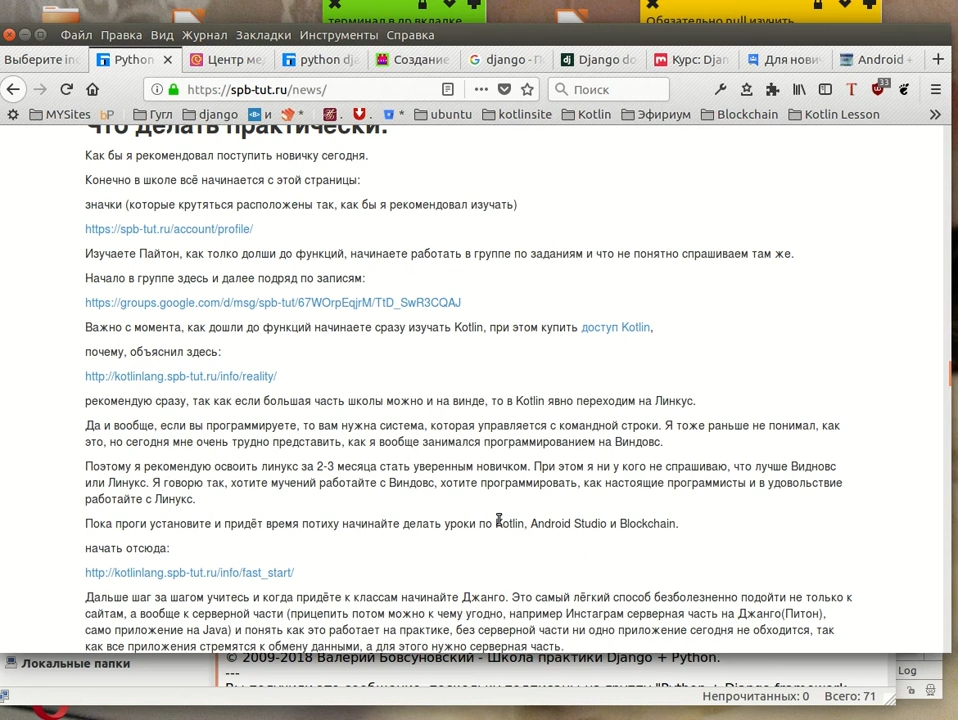 терминал в до вкладке
Обязательно pull изучить
Файл Правка Вид Журнал Закладки Инструменты Справка
Выберите
Python
Центр ме
python dj
Создание
django - П
Django do
Курс: Djan
Для нови
Android +
https://spb-tut.ru/news/
Поиск
33
MYSites
Гугл
django
и
ubuntu
kotlinsite
Kotlin
Эфириум
Blockchain
Kotlin Lesson
Что делать практически.
Как бы я рекомендовал поступить новичку сегодня.
Конечно в школе всё начинается с этой страницы:
значки (которые крутяться расположены так, как бы я рекомендовал изучать)
https://spb-tut.ru/account/profile/
Изучаете Пайтон, как толко долши до функций, начинаете работать в группе по заданиям и что не понятно спрашиваем там же.
Начало в группе здесь и далее подряд по записям:
https://groups.google.com/d/msg/spb-tut/67WOrpEqjrM/TtD_SwR3CQAJ
Важно с момента, как дошли до функций начинаете сразу изучать Kotlin, при этом купить доступ Kotlin,
почему, объяснил здесь:
http://kotlinlang.spb-tut.ru/info/reality/
рекомендую сразу, так как если большая часть школы можно и на винде, то в Kotlin явно переходим на Линкус.
Да и вообще, если вы программируете, то вам нужна система, которая управляется с командной строки. Я тоже раньше не понимал, как
это, но сегодня мне очень трудно представить, как я вообще занимался программированием на Виндовс.
Поэтому я рекомендую освоить линукс за 2-3 месяца стать уверенным новичком. При этом я ни у кого не спрашиваю, что лучше Видновс
или Линукс. Я говорю так, хотите мучений работайте с Виндовс, хотите программировать, как настоящие программисты и в удовольствие
работайте с Линукс.
Пока проги установите и придёт время потиху начинайте делать уроки по Kotlin, Android Studio и Blockchain.
начать отсюда:
http://kotlinlang.spb-tut.ru/info/fast_start/
Дальше шаг за шагом учитесь и когда придёте к классам начинайте Джанго. Это самый лёгкий способ безболезненно подойти не только к
сайтам, а вообще к серверной части (прицепить потом можно к чему угодно, например Инстаграм серверная часть на Джанго(Питон),
само приложение на Java) и понять как это работает на практике, без серверной части ни одно приложение сегодня не обходится, так
как все приложения стремятся к обмену данными, а для этого нужно серверная часть.
Локальные папки
© 2009-2018 Валерий Бовсуновский - Школа практики Django + Python.
---
Log
Непрочитанных: 0 Всего: 71